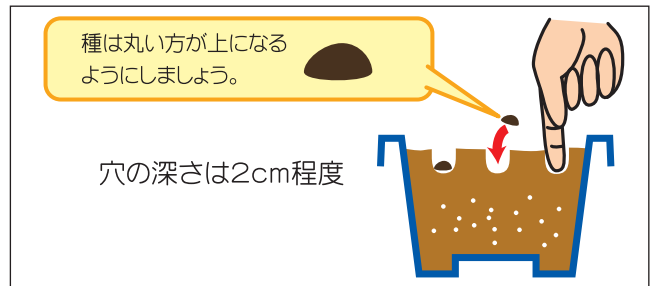 種は丸い方が上になる
ようにしましょう。
穴の深さは2cm程度